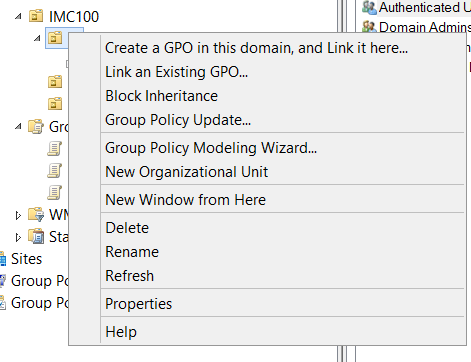 IMC100
Authenticated U
Create a GPO in this domain, and Link it here...
Domain Admins
Link an Existing GPO...
Block Inheritance
Group Policy Update...
Gro
Group Policy Modeling Wizard...
New Organizational Unit
New Window from Here
WM
Delete
Sta
Rename
Sites
Refresh
Group Po
Properties
Group Po
Help